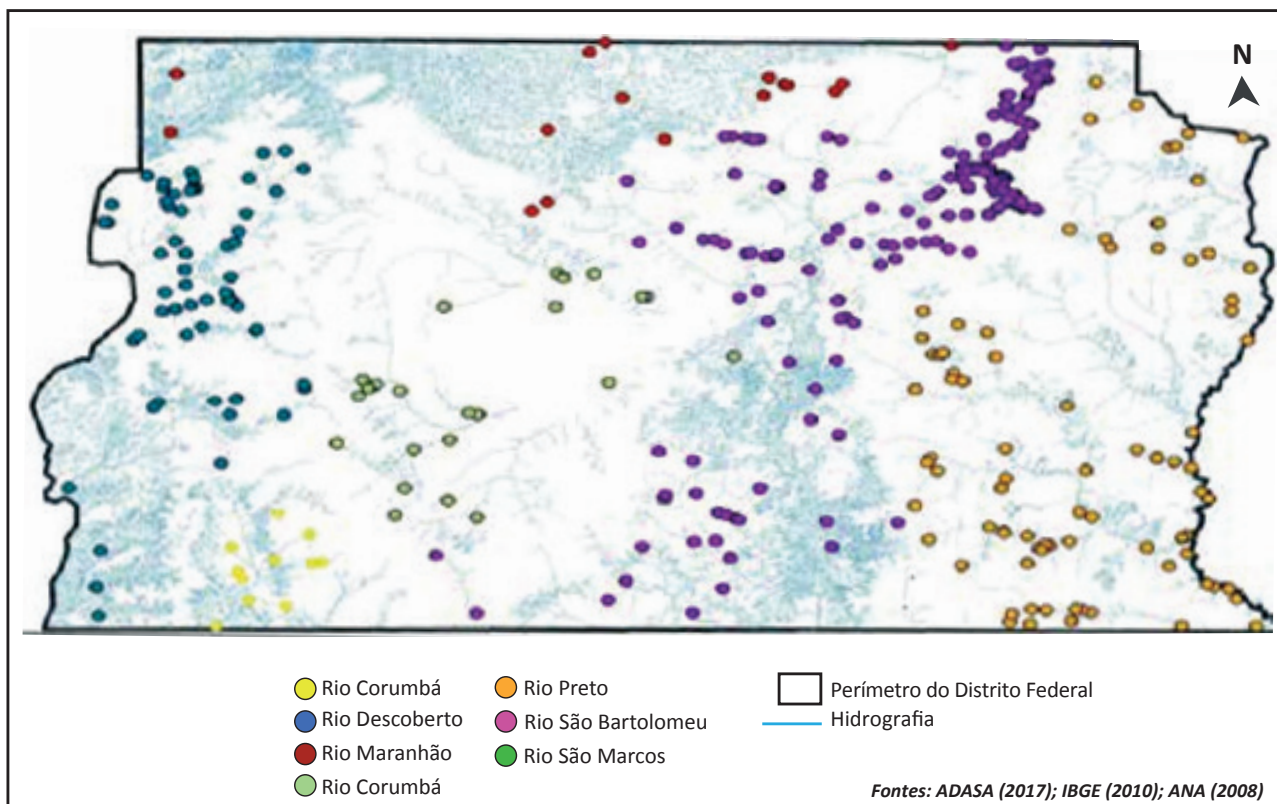 N
Rio Corumbá
Rio Descoberto
Rio Maranhão
Rio Corumbá
Rio Preto
Rio São Bartolomeu
Rio São Marcos
Perímetro do Distrito Federal
Hidrografia
Fontes: ADASA (2017); IBGE (2010); ANA (2008)